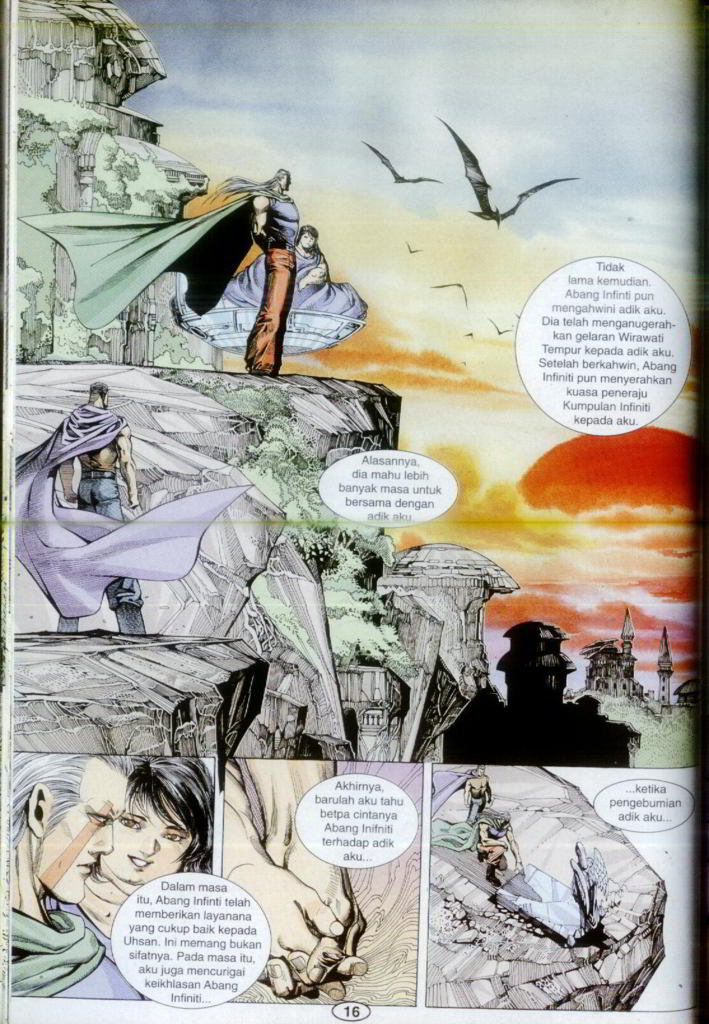 Tidak
lama kemudian.
Abang Infinti pun
mengahwini adik aku.
Dia telah menganugerah-
kan gelaran Wirawati
Tempur kepada adik aku.
Setelah berkahwin, Abang
Infiniti pun menyerahkan
kuasa peneraju
Kumpulan Infiniti
kepada aku.
Alasannya,
dia mahu lebih
banyak masa untuk
bersama dengan
adik aku
Dalam masa
itu, Abang Infinti telah
memberikan layanana
yang cukup baik kepada
Uhsan. Ini memang bukan
sifatnya. Pada masa itu,
aku juga mencurigai
keikhlasan Abang
Infiniti...
Akhirnya,
barulah aku tahu
betpa cintanya
Abang Inifniti
terhadap adik
aku...
...ketika
pengebumian
adik aku...
16